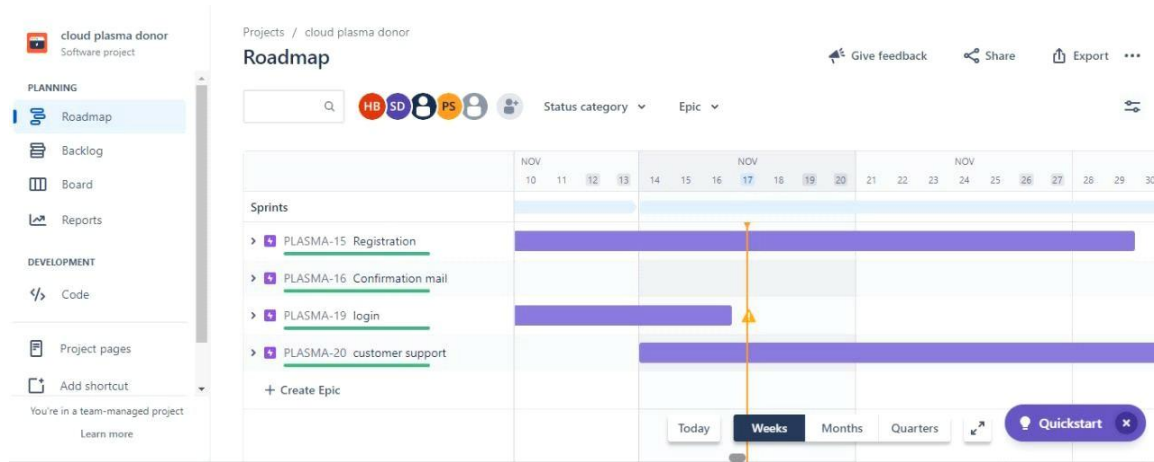 cloud plasma donor
Software project
PLANNING
Roadmap
Backlog
Board
Reports
DEVELOPMENT
Code
Project pages
Add shortcut
You're in a team-managed project
Learn more
Projects / cloud plasma donor
Roadmap
Give feedback Share Export
HB SD PS Status category Epic
NOV NOV NOV
10 11 12 13 14 15 16 17 18 19 20 21 22 23 24 25 26 27 28 29 30
Sprints
PLASMA-15 Registration
PLASMA-16 Confirmation mail
PLASMA-19 login
PLASMA-20 customer support
+ Create Epic
Today Weeks Months Quarters Quickstart